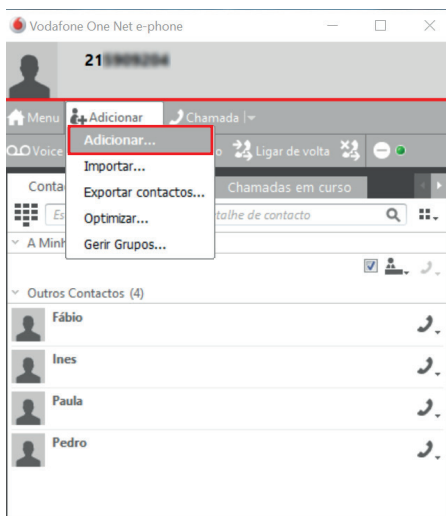 Vodafone One Net e-phone
21
Menu Adicionar Chamada
Adicionar...
Importar...
Exportar contactos...
Optimizar...
Gerir Grupos...
Voice Ligar de volta
Chamadas em curso
talhe de contacto
A Minh
Outros Contactos (4)
Fábio
Ines
Paula
Pedro